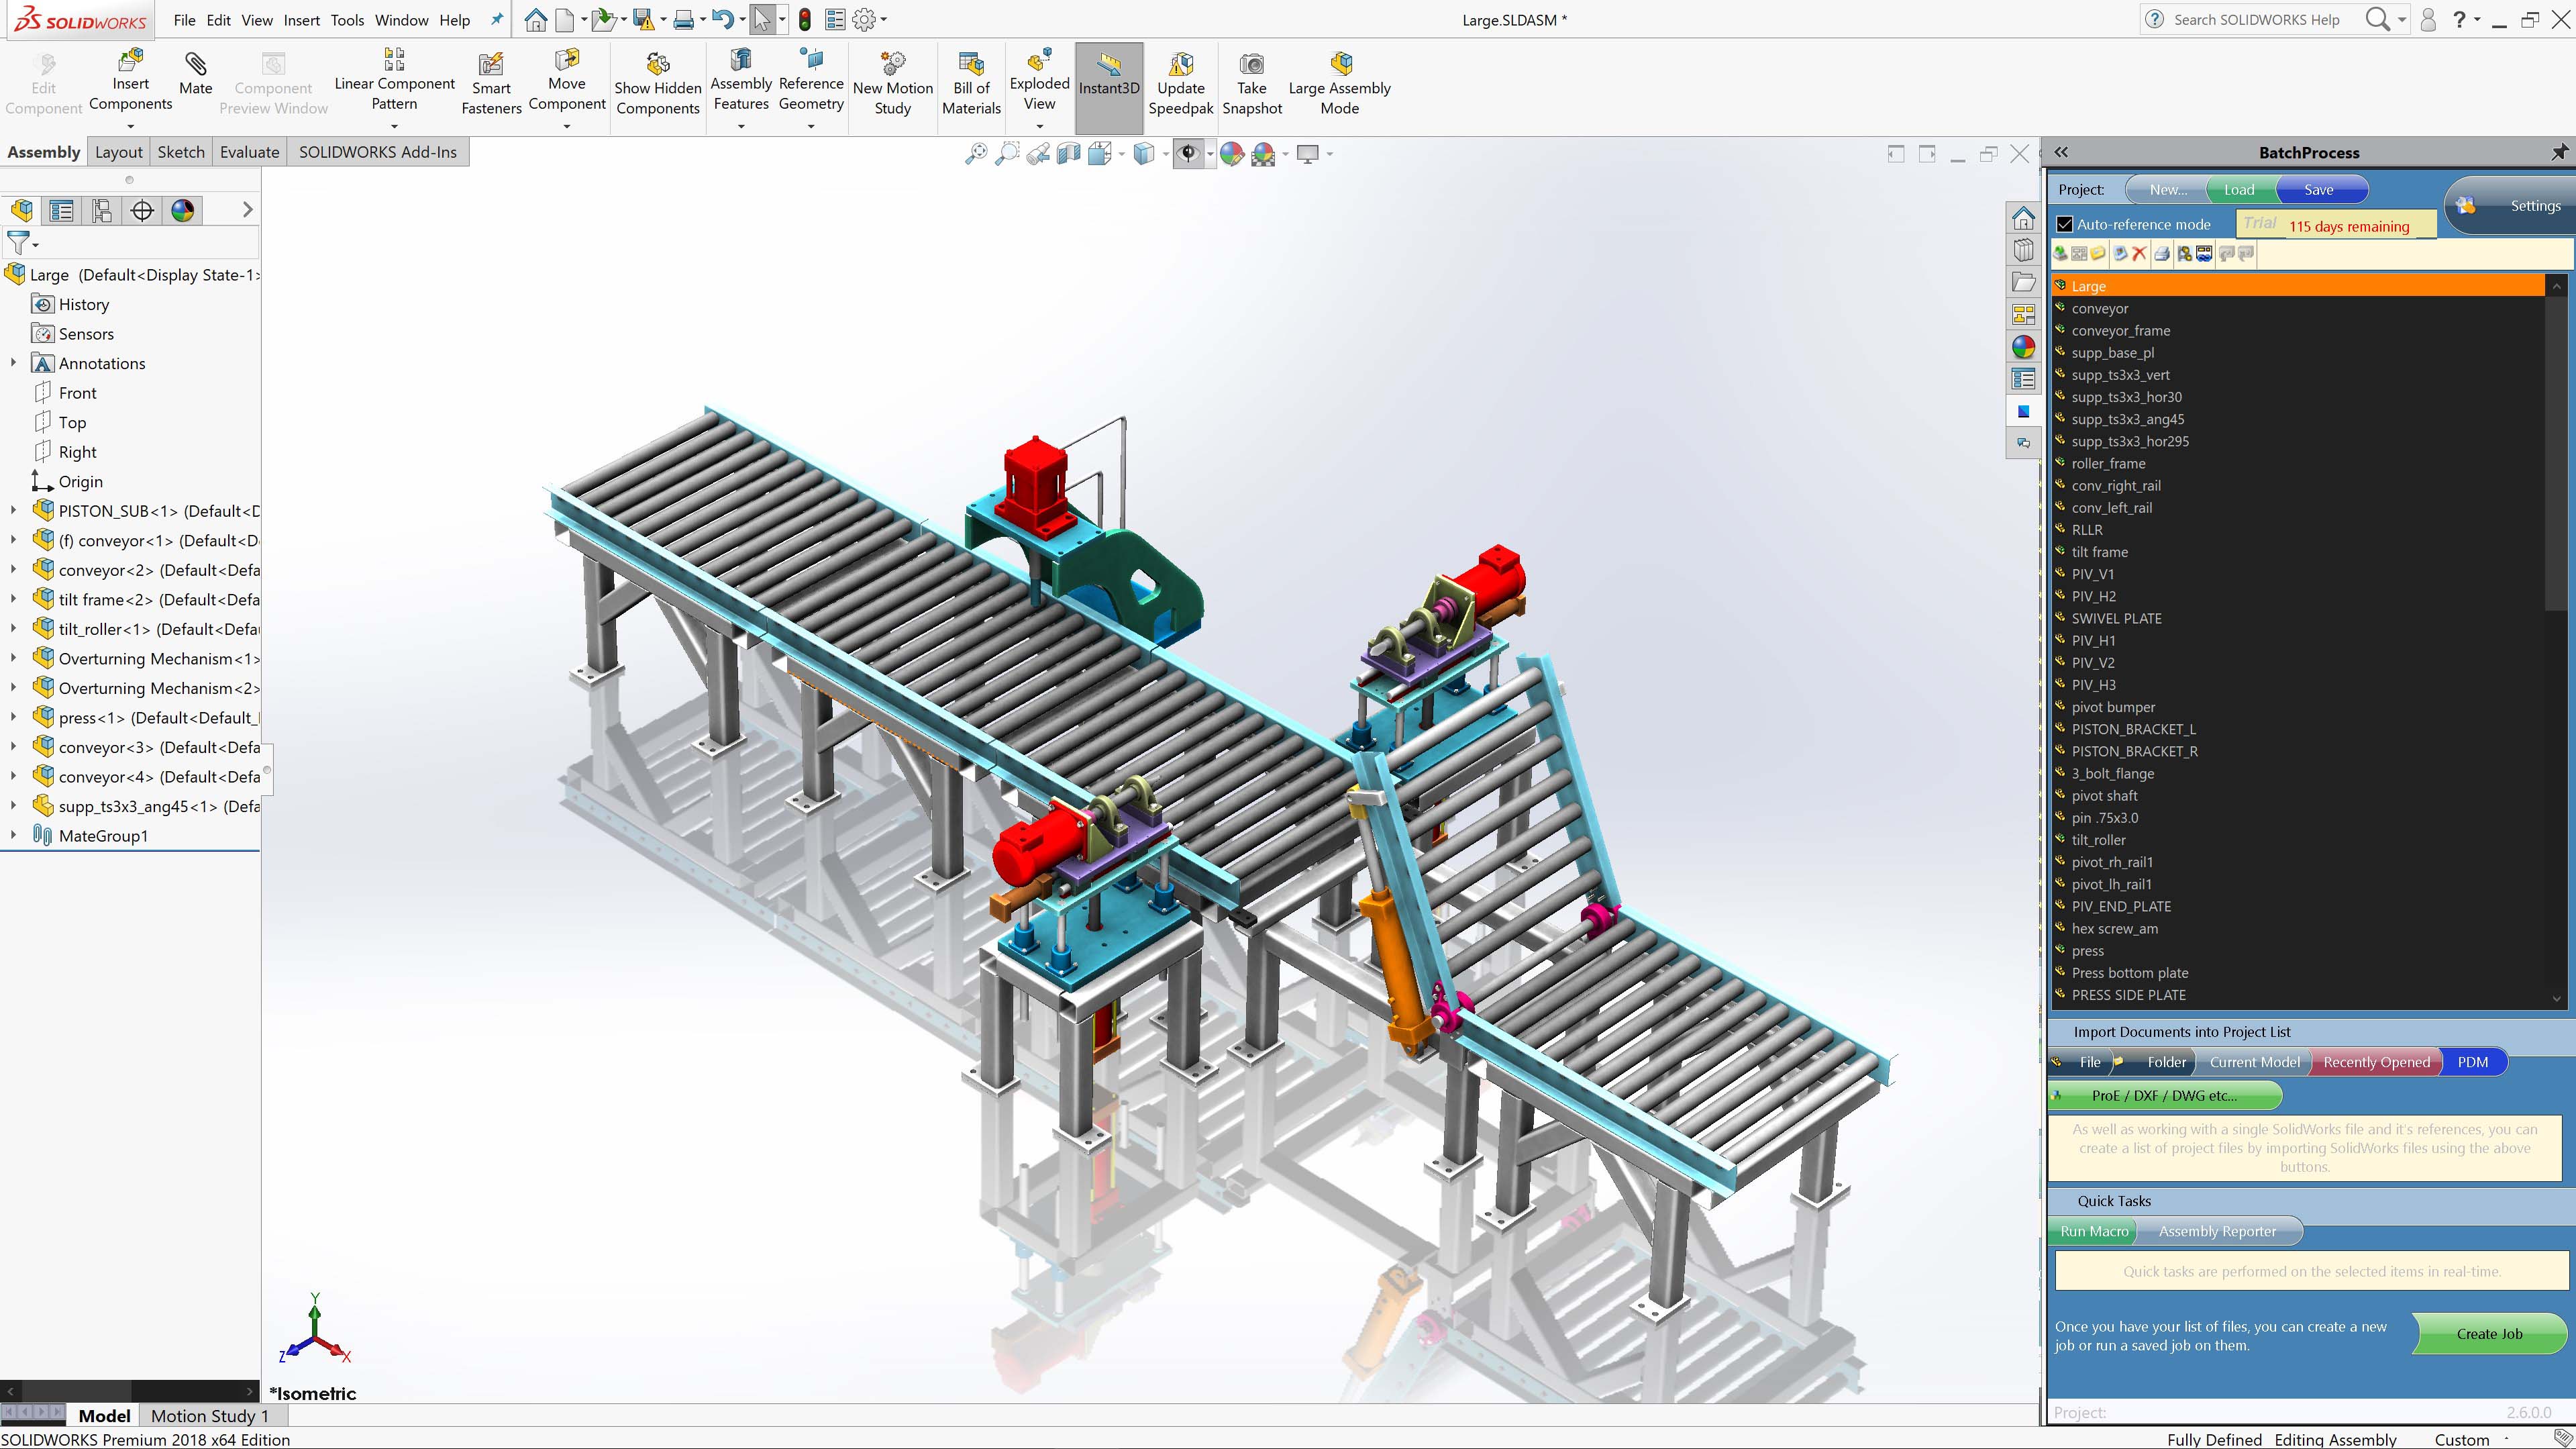 SOLIDWORKS
File Edit View Insert Tools Window Help
Large.SLDASM *
Search SOLIDWORKS Help
Edit Component
Insert Components
Mate
Component Preview Window
Linear Component Pattern
Smart Fasteners
Move Component
Show Hidden Components
Assembly Features
Reference Geometry
New Motion Study
Bill of Materials
Exploded View
Instant3D
Update Speedpak
Take Snapshot
Large Assembly Mode
Assembly Layout Sketch Evaluate SOLIDWORKS Add-Ins
Large (Default<Display State-1>
History
Sensors
Annotations
Front
Top
Right
Origin
PISTON_SUB<1> (Default<D
(f) conveyor<1> (Default<D
conveyor<2> (Default<Defa
tilt frame<2> (Default<Defa
tilt_roller<1> (Default<Defau
Overturning Mechanism<1>
Overturning Mechanism<2>
press<1> (Default<Default_
conveyor<3> (Default<Defa
conveyor<4> (Default<Defa
supp_ts3x3_ang45<1> (Defa
MateGroup1
Y
Z
X
*Isometric
Model Motion Study 1
SOLIDWORKS Premium 2018 x64 Edition
Fully Defined Editing Assembly Custom
BatchProcess
Project: New... Load Save
Settings
Auto-reference mode
Trial 115 days remaining
Large
conveyor
conveyor_frame
supp_base_pl
supp_ts3x3_vert
supp_ts3x3_hor30
supp_ts3x3_ang45
supp_ts3x3_hor295
roller_frame
conv_right_rail
conv_left_rail
RLLR
tilt frame
PIV_V1
PIV_H2
SWIVEL PLATE
PIV_H1
PIV_V2
PIV_H3
pivot bumper
PISTON_BRACKET_L
PISTON_BRACKET_R
3_bolt_flange
pivot shaft
pin .75x3.0
tilt_roller
pivot_rh_rail1
pivot_lh_rail1
PIV_END_PLATE
hex screw_am
press
Press bottom plate
PRESS SIDE PLATE
Import Documents into Project List
File Folder Current Model Recently Opened PDM
ProE / DXF / DWG etc...
As well as working with a single SolidWorks file and it's references, you can
create a list of project files by importing SolidWorks files using the above
buttons.
Quick Tasks
Run Macro Assembly Reporter
Quick tasks are performed on the selected items in real-time.
Once you have your list of files, you can create a new
job or run a saved job on them.
Create Job
Project: 2.6.0.0